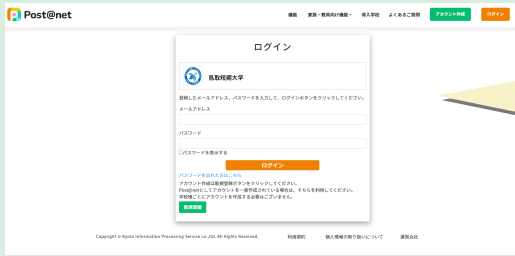 Post@net
機能 家族・教員向け機能 導入学校 よくあるご質問 アカウント作成 ログイン
ログイン
鳥取短期大学
登録したメールアドレス、パスワードを入力して、ログインボタンをクリックしてください。
メールアドレス
パスワード
パスワードを表示する
ログイン
パスワードを忘れた方はこちら
アカウント作成は新規登録ボタンをクリックしてください。
Post@netとしてアカウントを一度作成されている場合は、そちらを利用してください。
学校毎ごとにアカウントを作成する必要はございません。
新規登録
Copyright © Kyoto Information Processing Service co.,ltd. All Rights Reserved. 利用規約 個人情報の取り扱いについて 運営会社